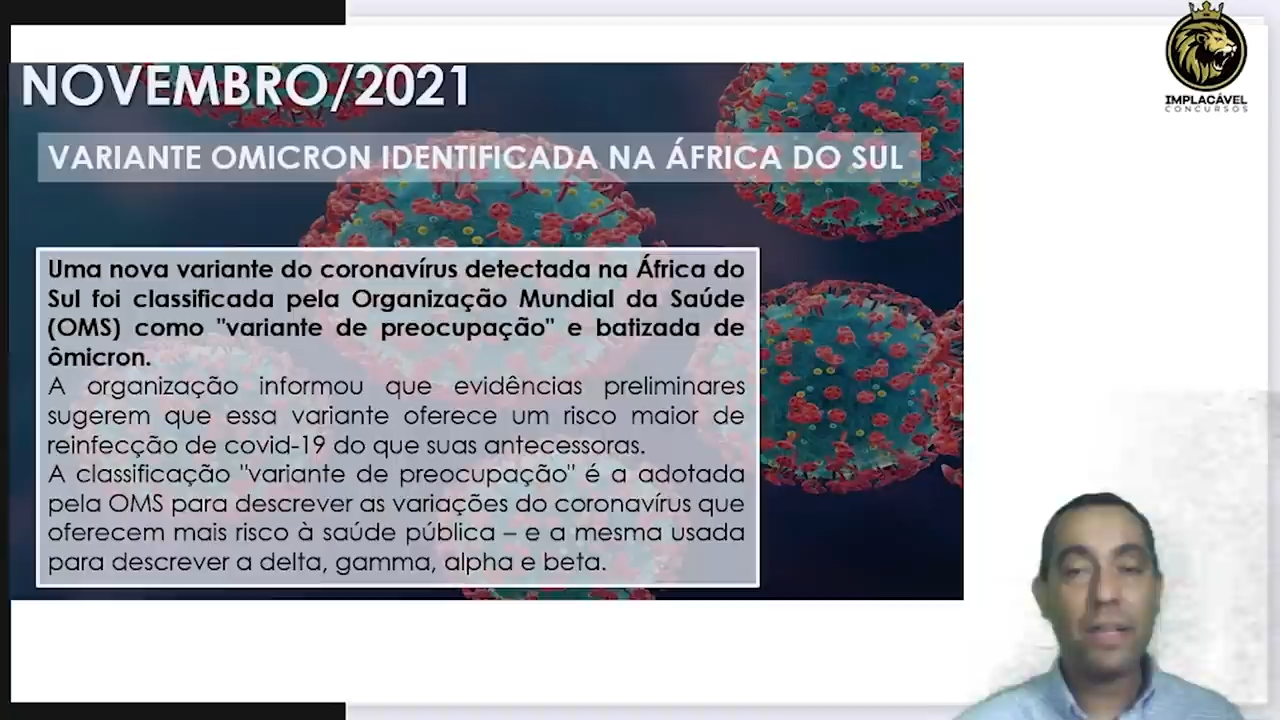 NOVEMBRO/2021
VARIANTE OMICRON IDENTIFICADA NA ÁFRICA DO SUL
Uma nova variante do coronavírus detectada na África do
Sul foi classificada pela Organização Mundial da Saúde
(OMS) como "variante de preocupação" e batizada de
ômicron.
A organização informou que evidências preliminares
sugerem que essa variante oferece um risco maior de
reinfecção de covid-19 do que suas antecessoras.
A classificação "variante de preocupação" é a adotada
pela OMS para descrever as variações do coronavírus que
oferecem mais risco à saúde pública – e a mesma usada
para descrever a delta, gamma, alpha e beta.
IMPLACÁVEL
CONCURSOS